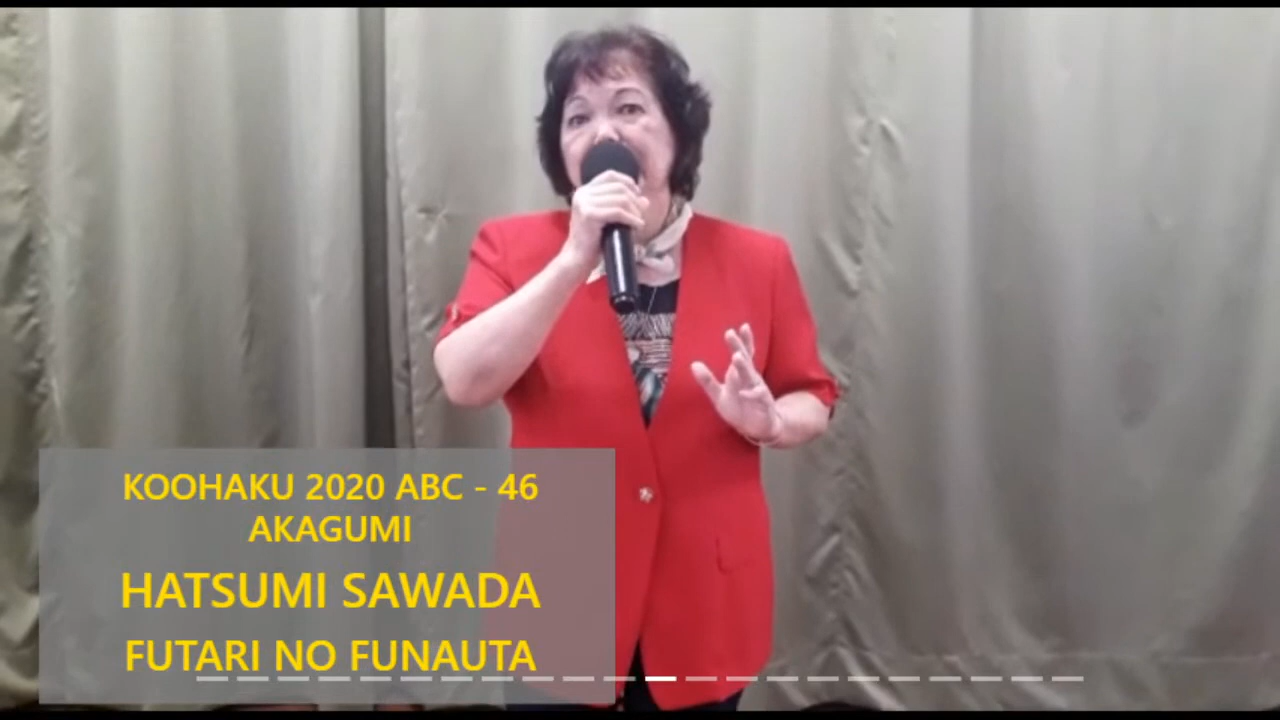 KOOHAKU 2020 ABC - 46
AKAGUMI
HATSUMI SAWADA
FUTARI NO FUNAUTA